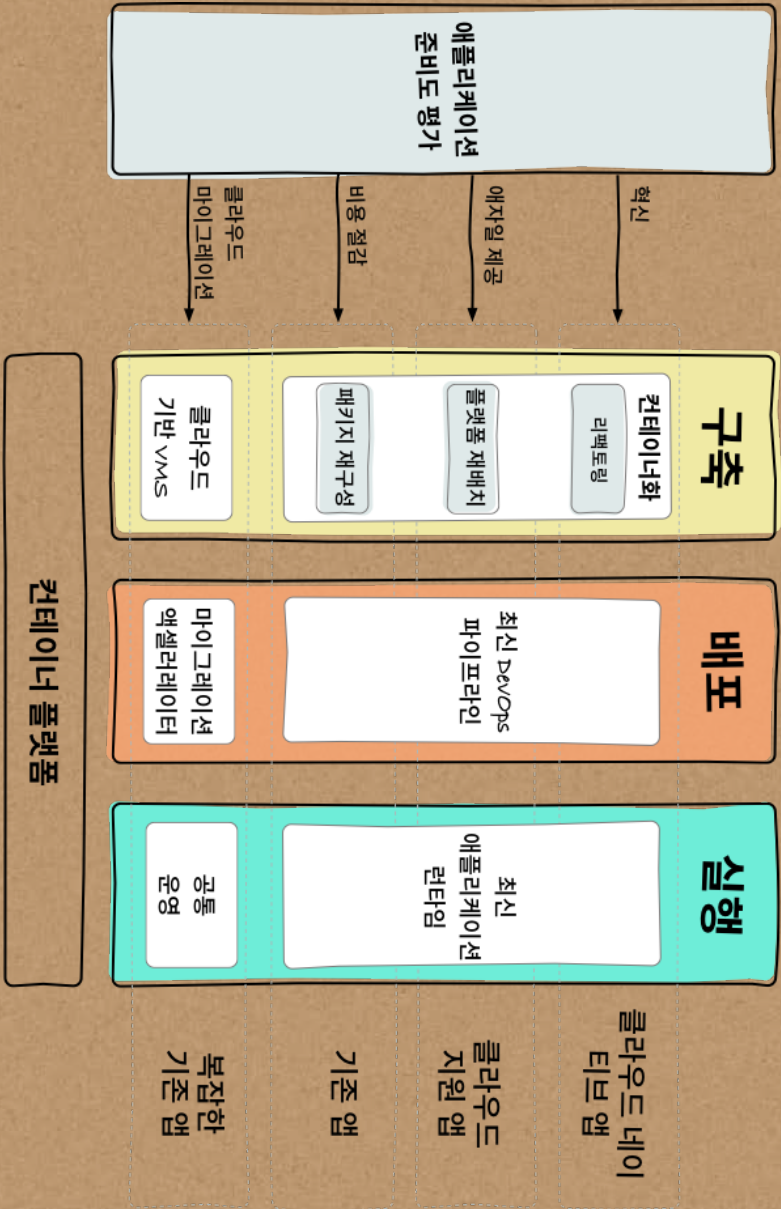 애플리케이션
준비도 평가
혁신
애자일 제공
비용 절감
클라우드
마이그레이션
구축
컨테이너화
리팩토링
플랫폼 재배치
패키지 재구성
클라우드
기반 VMS
배포
최신 DevOps
파이프라인
마이그레이션
액셀러레이터
실행
최신
애플리케이션
런타임
공통
운영
클라우드 네이
티브 앱
클라우드
지원 앱
기존 앱
복잡한
기존 앱
컨테이너 플랫폼